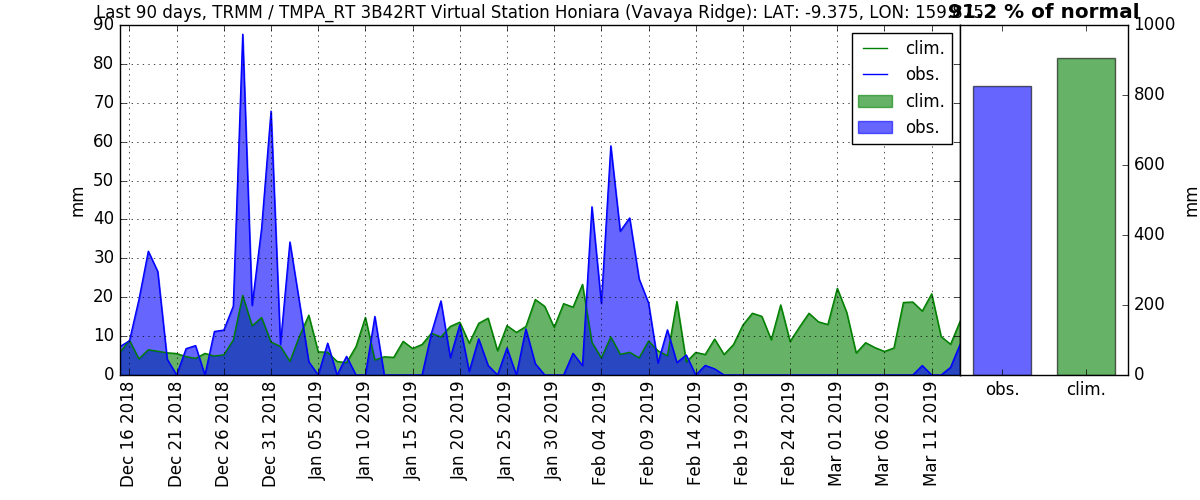 Last 90 days, TRMM / TMPA_RT 3B42RT Virtual Station Honiara (Vavaya Ridge): LAT: -9.375, LON:
91.2 % of normal
90
80
70
60
50
40
30
20
10
0
mm
clim.
obs.
clim.
obs.
Dec 16 2018
Dec 21 2018
Dec 26 2018
Dec 31 2018
Jan 05 2019
Jan 10 2019
Jan 15 2019
Jan 20 2019
Jan 25 2019
Jan 30 2019
Feb 04 2019
Feb 09 2019
Feb 14 2019
Feb 19 2019
Feb 24 2019
Mar 01 2019
Mar 06 2019
Mar 11 2019
1000
800
600
400
200
0
mm
obs.
clim.